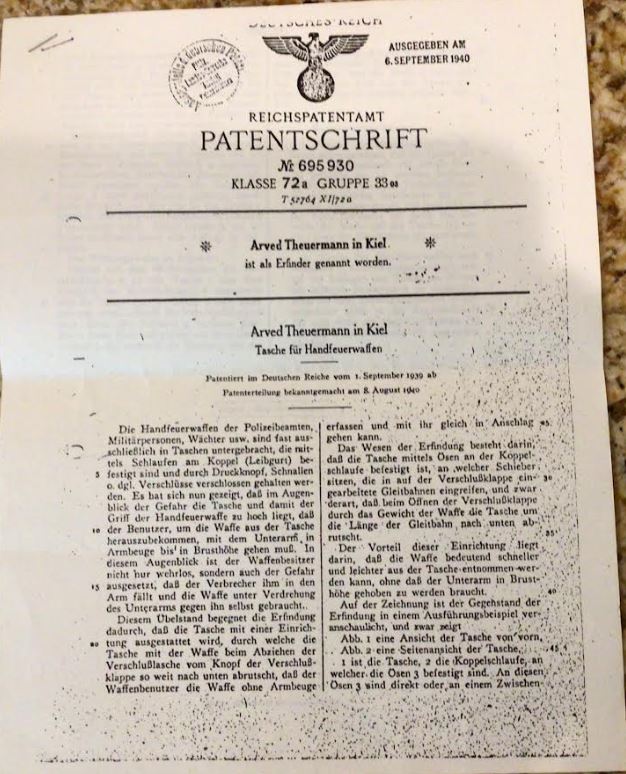 DEUTSCHES REICH
AUSGEGEBEN AM
6. SEPTEMBER 1940
REICHSPATENTAMT
PATENTSCHRIFT
№ 695930
KLASSE 72a GRUPPE 33 03
T 52764 XI/72a
Arved Theuermann in Kiel
ist als Erfinder genannt worden.
Arved Theuermann in Kiel
Tasche für Handfeuerwaffen
Patentiert im Deutschen Reiche vom 1. September 1939 ab
Patenterteilung bekanntgemacht am 8. August 1940
Die Handfeuerwaffen der Polizeibeamten,
Militärpersonen, Wächter usw. sind fast aus-
schließlich in Taschen untergebracht, die mit-
tels Schlaufen am Koppel (Leibgurt) be-
5 festigt sind und durch Druckknopf, Schnallen
o. dgl. Verschlüsse verschlossen gehalten wer-
den. Es hat sich nun gezeigt, daß im Augen-
blick der Gefahr die Tasche und damit der
Griff der Handfeuerwaffe zu hoch liegt, daß
10 der Benutzer, um die Waffe aus der Tasche
herauszubekommen, mit dem Unterarm in
Armbeuge bis in Brusthöhe gehen muß. In
diesem Augenblick ist der Waffenbesitzer
nicht nur wehrlos, sondern auch der Gefahr
15 ausgesetzt, daß der Verbrecher ihm in den
Arm fällt und die Waffe unter Verdrehung
des Unterarms gegen ihn selbst gebraucht.
Diesem Übelstand begegnet die Erfindung
dadurch, daß die Tasche mit einer Einrich-
20 tung ausgestattet wird, durch welche die
Tasche mit der Waffe beim Abziehen der
Verschlußlasche vom Knopf der Verschluß-
klappe so weit nach unten abrutscht, daß der
Waffenbenutzer die Waffe ohne Armbeuge
erfassen und mit ihr gleich in Anschlag 25
gehen kann.
Das Wesen der Erfindung besteht darin,
daß die Tasche mittels Ösen an der Koppel-
schlaufe befestigt ist, an welcher Schieber
sitzen, die in auf der Verschlußklappe ein- 30
gearbeitete Gleitbahnen eingreifen, und zwar
derart, daß beim Öffnen der Verschlußklappe
durch das Gewicht der Waffe die Tasche um
die Länge der Gleitbahn nach unten ab-
rutscht. 35
Der Vorteil dieser Einrichtung liegt
darin, daß die Waffe bedeutend schneller
und leichter aus der Tasche entnommen wer-
den kann, ohne daß der Unterarm in Brust-
höhe gehoben zu werden braucht. 40
Auf der Zeichnung ist der Gegenstand der
Erfindung in einem Ausführungsbeispiel ver-
anschaulicht, und zwar zeigt
Abb. 1 eine Ansicht der Tasche von vorn,
Abb. 2 eine Seitenansicht der Tasche. 45
1 ist die Tasche, 2 die Koppelschlaufe, an
welcher die Ösen 3 befestigt sind. An diesen
Ösen 3 sind direkt oder an einem Zwischen-